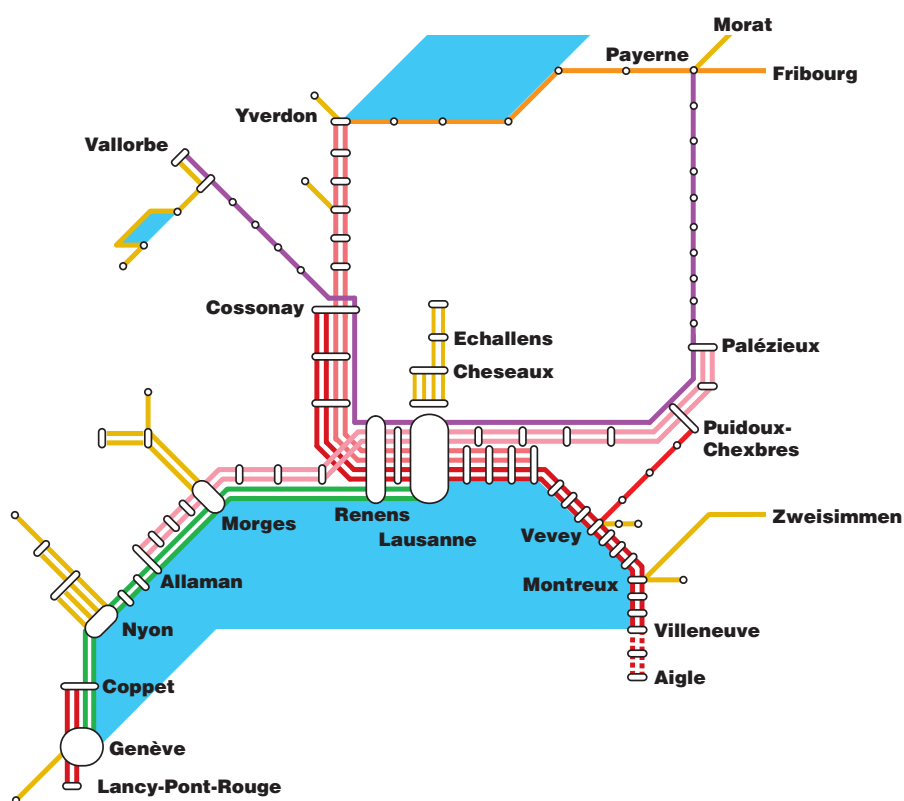 Morat
Payerne
Fribourg
Yverdon
Vallorbe
Cossonay
Echallens
Palézieux
Cheseaux
Puidoux-
Chexbres
Renens
Morges
Lausanne
Vevey
Zweisimmen
Allaman
Montreux
Nyon
Villeneuve
Aigle
Coppet
Genève
Lancy-Pont-Rouge